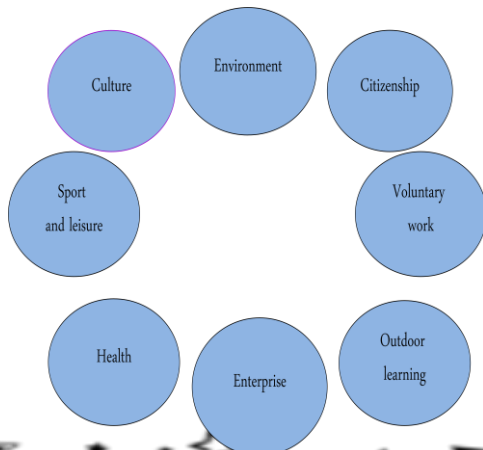 Environment
Culture
Citizenship
Sport
and leisure
Voluntary
work
Health
Enterprise
Outdoor
learning